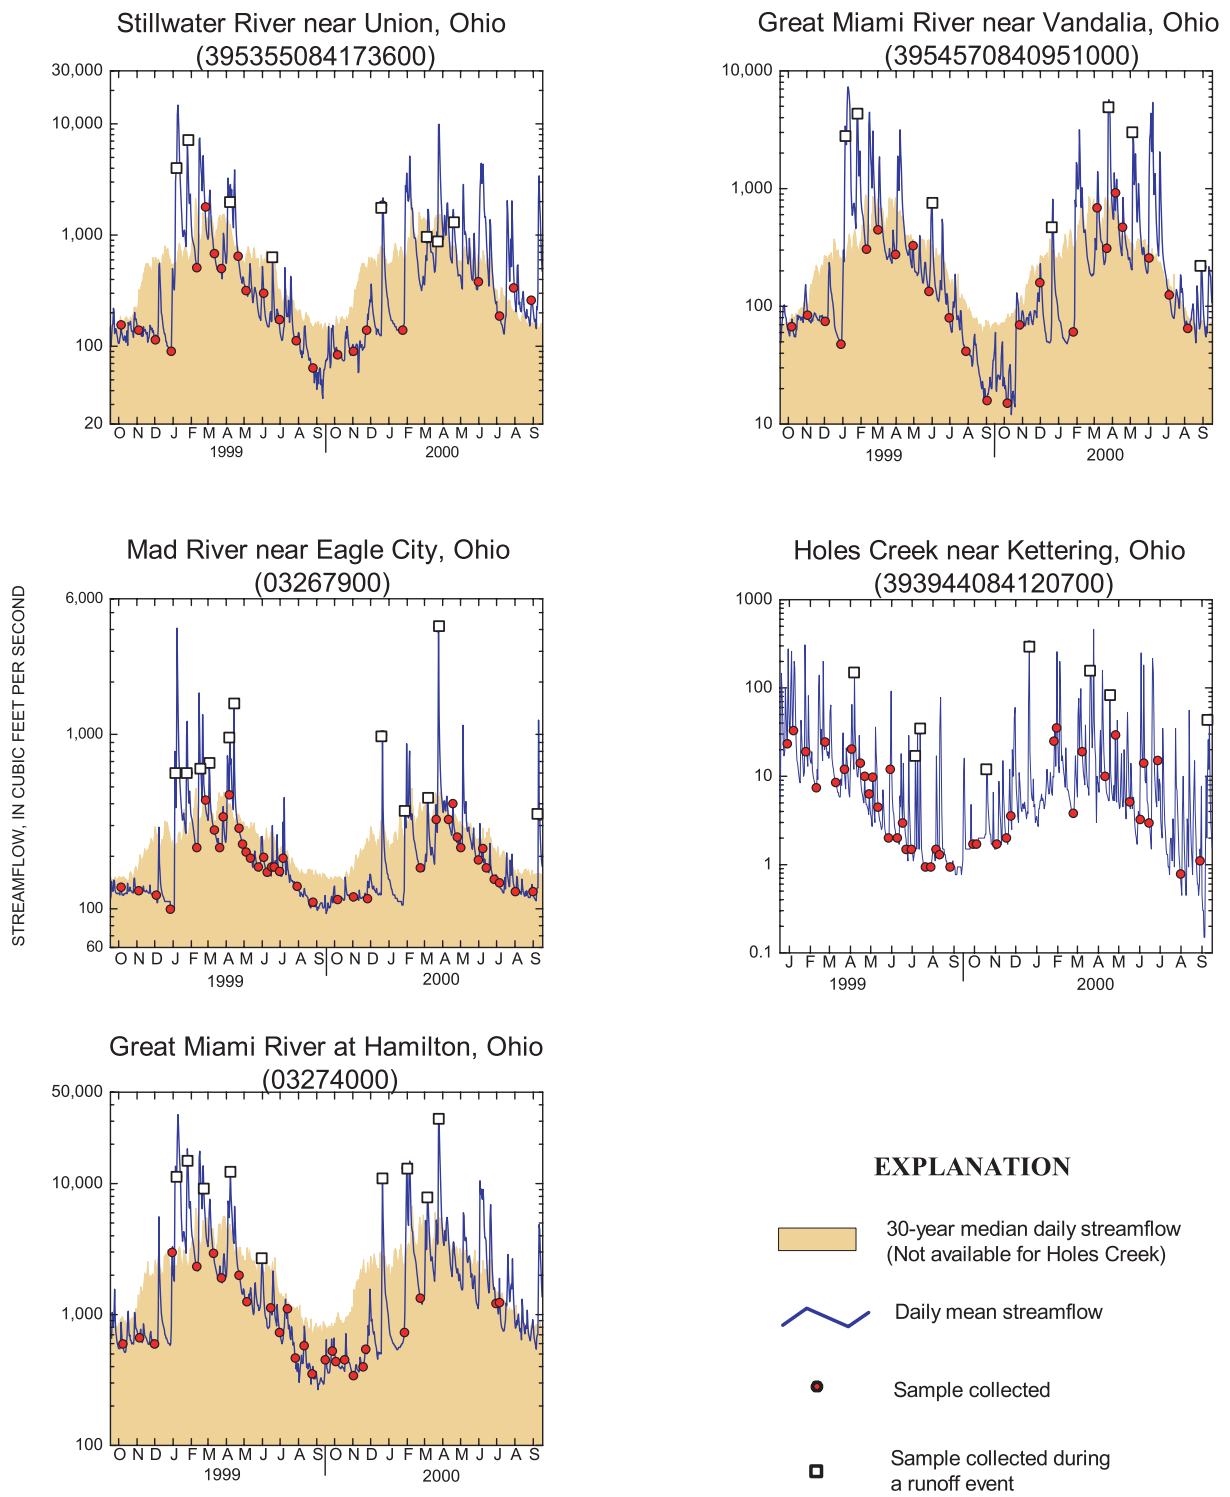 Stillwater River near Union, Ohio
(395355084173600)
30,000
10,000
1,000
100
20
O N D J F M A M J J A S O N D J F M A M J J A S
1999 2000
Great Miami River near Vandalia, Ohio
(3954570840951000)
10,000
1,000
100
10
O N D J F M A M J J A S O N D J F M A M J J A S
1999 2000
STREAMFLOW, IN CUBIC FEET PER SECOND
Mad River near Eagle City, Ohio
(03267900)
6,000
1,000
100
60
O N D J F M A M J J A S O N D J F M A M J J A S
1999 2000
Holes Creek near Kettering, Ohio
(393944084120700)
1000
100
10
1
0.1
J F M A M J J A S O N D J F M A M J J A S
1999 2000
Great Miami River at Hamilton, Ohio
(03274000)
50,000
10,000
1,000
100
O N D J F M A M J J A S O N D J F M A M J J A S
1999 2000
EXPLANATION
30-year median daily streamflow
(Not available for Holes Creek)
Daily mean streamflow
Sample collected
Sample collected during
a runoff event